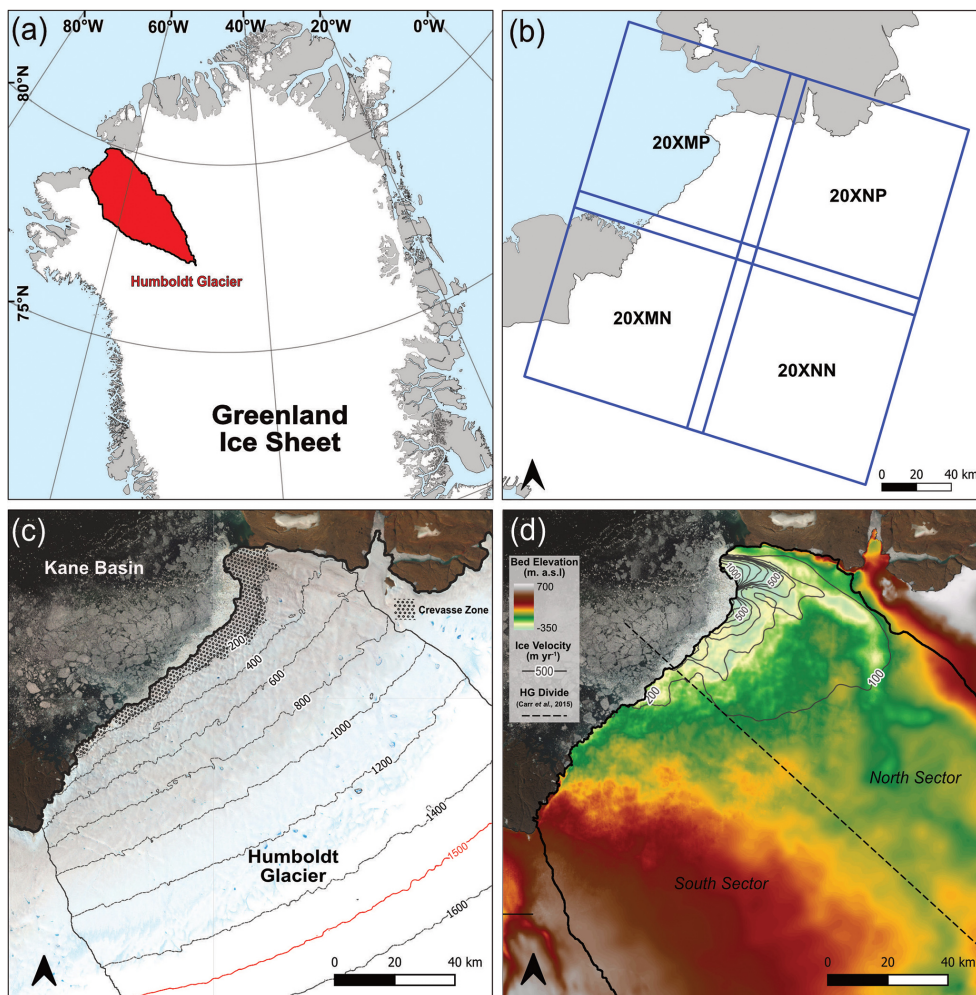 (a)
80°W
60°W
40°W
20°W
0°W
80°N
75°N
Humboldt Glacier
Greenland
Ice Sheet
(b)
20XMP
20XNP
20XMN
20XNN
0
20
40 km
(c)
Kane Basin
Crevasse Zone
200
400
600
800
1000
1200
1400
1500
1600
Humboldt
Glacier
0
20
40 km
(d)
Bed Elevation
(m. a.s.l)
700
-350
Ice Velocity
(m yr⁻¹)
500
HG Divide
(Carr et al., 2015)
1000
500
500
200
100
North Sector
South Sector
0
20
40 km